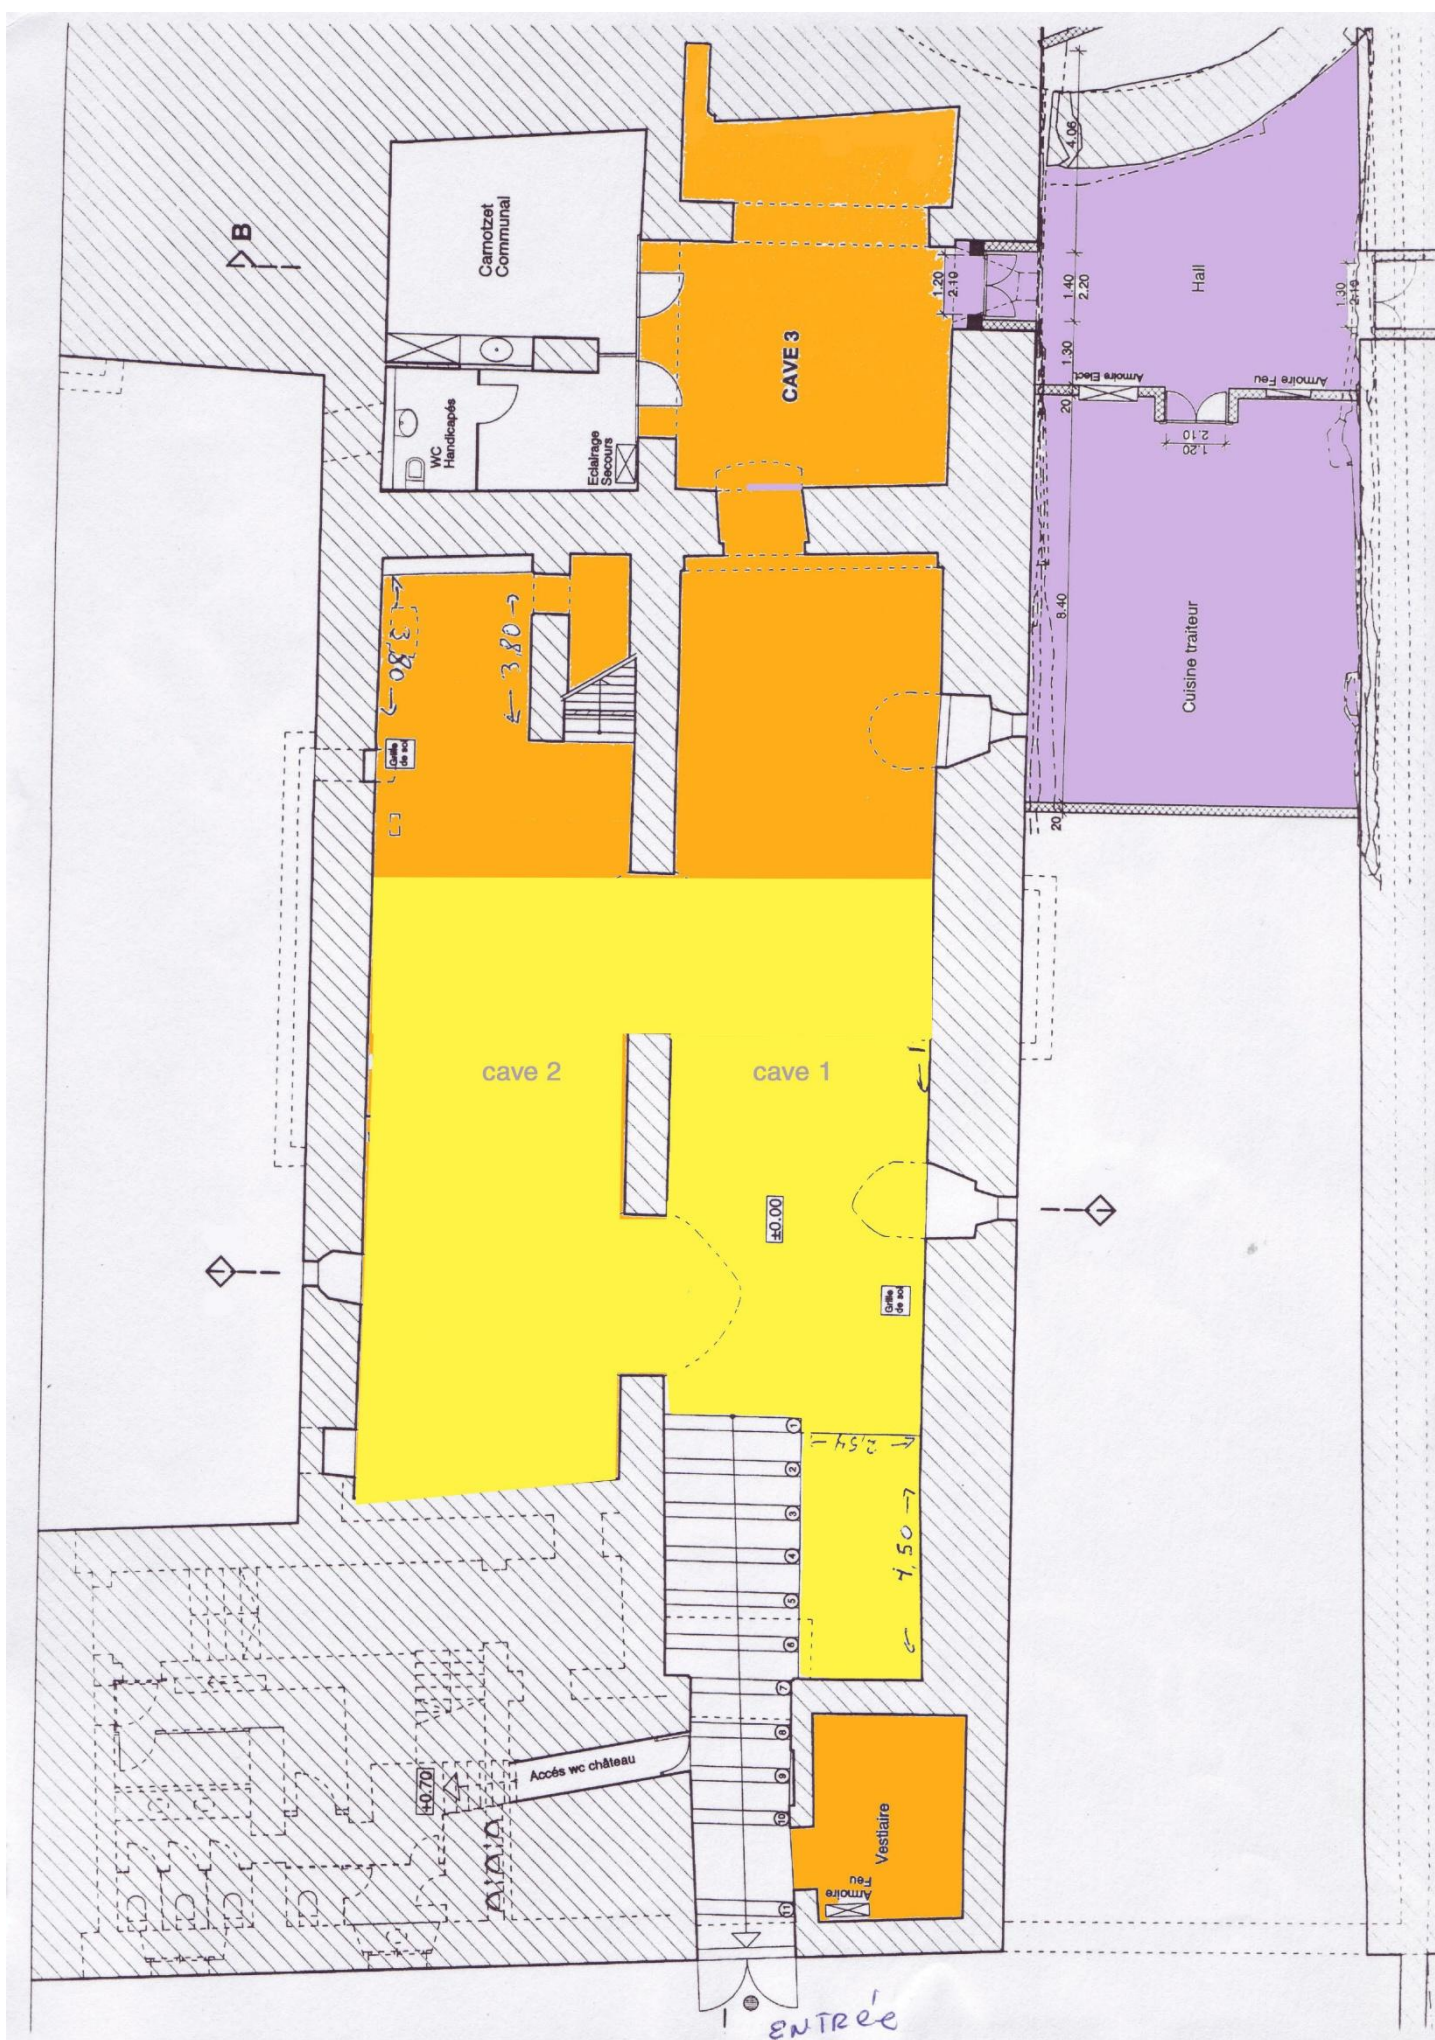 B
Carnotzet
Communal
WC
Handicapés
Eclairage
Secours
CAVE 3
1.20
2.10
4.06
1.40
2.20
1.30
Hall
1.30
2.10
Armoire Elect.
Armoire Feu
20
1.20
2.10
8.40
Cuisine traiteur
20
3,80
3,80
Grille
de sol
cave 2
cave 1
1
±0.00
Grille
de sol
2,54
4,50
1
2
3
4
5
6
7
8
9
10
11
+0.70
Accés wc château
Vestiaire
Armoire
Feu
ENTRée